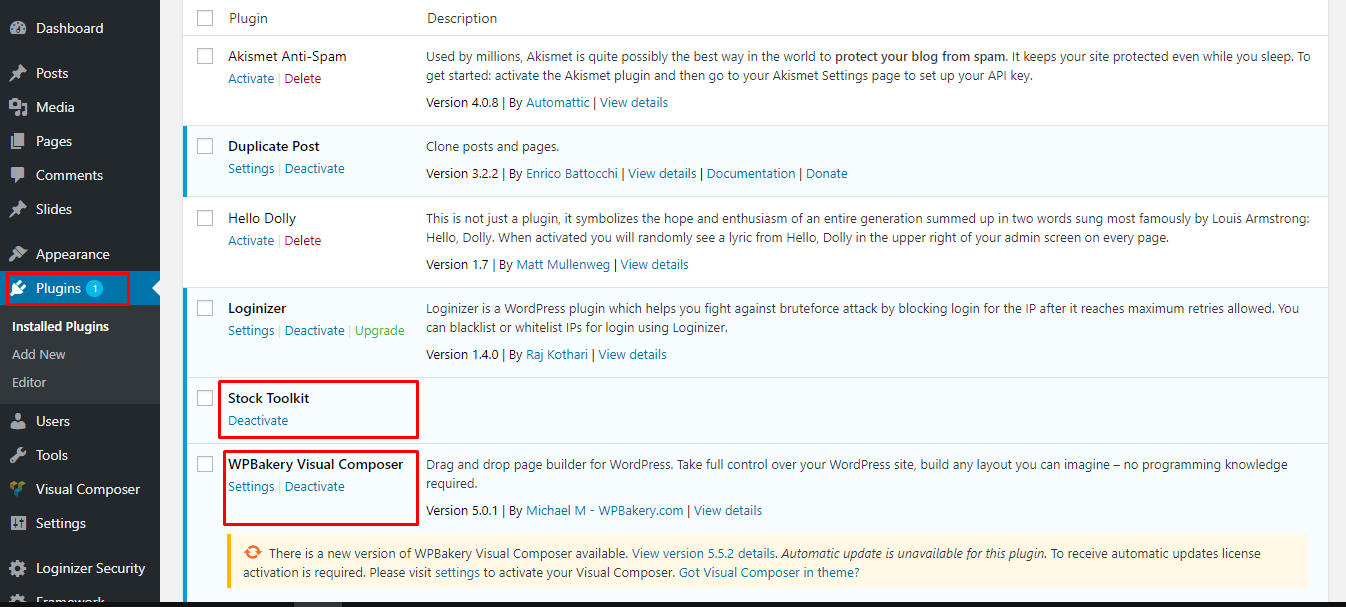 Dashboard
Posts
Media
Pages
Comments
Slides
Appearance
Plugins 1
Installed Plugins
Add New
Editor
Users
Tools
Visual Composer
Settings
Loginizer Security
Framework
Plugin Description
Akismet Anti-Spam
Activate | Delete
Used by millions, Akismet is quite possibly the best way in the world to protect your blog from spam. It keeps your site protected even while you sleep. To
get started: activate the Akismet plugin and then go to your Akismet Settings page to set up your API key.
Version 4.0.8 | By Automattic | View details
Duplicate Post
Settings | Deactivate
Clone posts and pages.
Version 3.2.2 | By Enrico Battocchi | View details | Documentation | Donate
Hello Dolly
Activate | Delete
This is not just a plugin, it symbolizes the hope and enthusiasm of an entire generation summed up in two words sung most famously by Louis Armstrong:
Hello, Dolly. When activated you will randomly see a lyric from Hello, Dolly in the upper right of your admin screen on every page.
Version 1.7 | By Matt Mullenweg | View details
Loginizer
Settings | Deactivate | Upgrade
Loginizer is a WordPress plugin which helps you fight against bruteforce attack by blocking login for the IP after it reaches maximum retries allowed. You
can blacklist or whitelist IPs for login using Loginizer.
Version 1.4.0 | By Raj Kothari | View details
Stock Toolkit
Deactivate
WPBakery Visual Composer
Settings | Deactivate
Drag and drop page builder for WordPress. Take full control over your WordPress site, build any layout you can imagine – no programming knowledge
required.
Version 5.0.1 | By Michael M - WPBakery.com | View details
There is a new version of WPBakery Visual Composer available. View version 5.5.2 details. Automatic update is unavailable for this plugin. To receive automatic updates license
activation is required. Please visit settings to activate your Visual Composer. Got Visual Composer in theme?